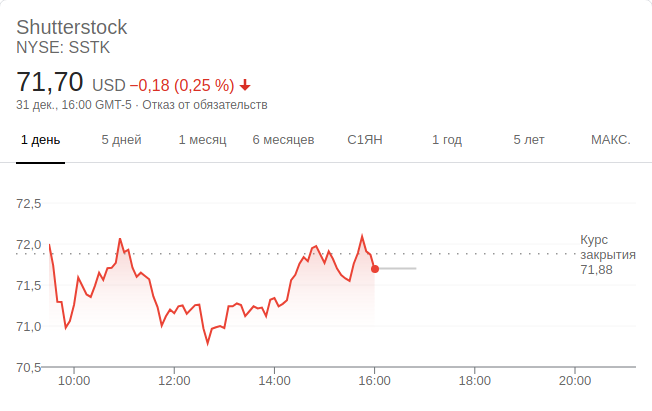 Shutterstock
NYSE: SSTK
71,70 USD −0,18 (0,25 %)
31 дек., 16:00 GMT-5 · Отказ от обязательств
1 день 5 дней 1 месяц 6 месяцев С1ЯН 1 год 5 лет МАКС.
72,5
72,0
71,5
71,0
70,5
Курс
закрытия
71,88
10:00 12:00 14:00 16:00 18:00 20:00